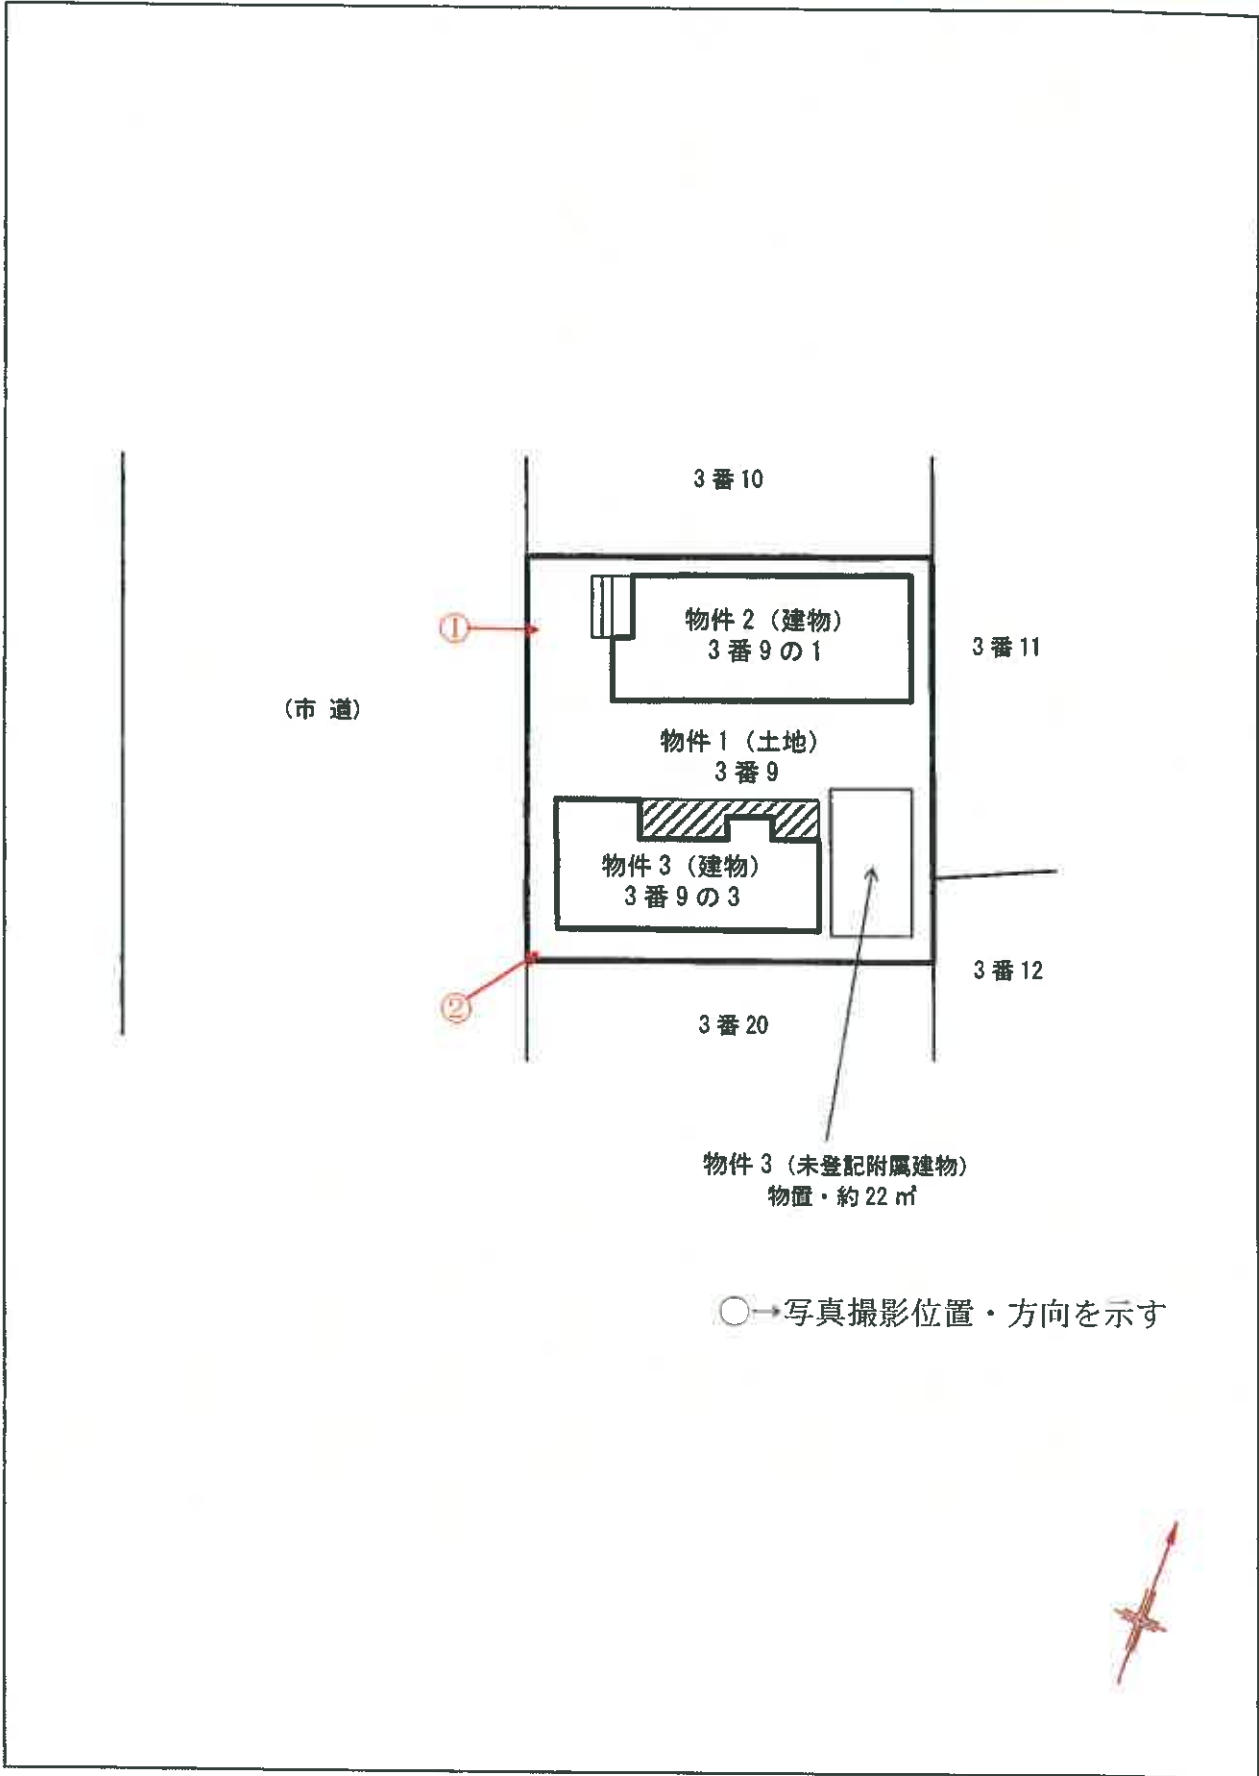 3番10
①
物件2（建物）
3番9の1
3番11
（市 道）
物件1（土地）
3番9
物件3（建物）
3番9の3
3番12
②
3番20
物件3（未登記附属建物）
物置・約22㎡
○→写真撮影位置・方向を示す